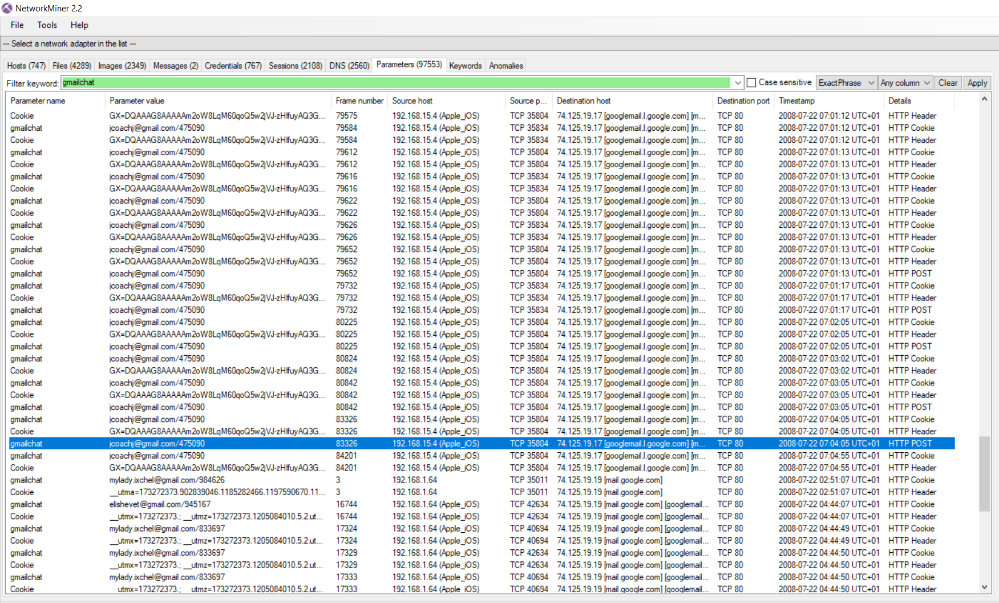 NetworkMiner 2.2
File Tools Help
--- Select a network adapter in the list ---
Hosts (747) Files (4289) Images (2349) Messages (2) Credentials (767) Sessions (2108) DNS (2560) Parameters (97553) Keywords Anomalies
Filter keyword: gmailchat Case sensitive ExactPhrase Any column Clear Apply
Parameter name Parameter value Frame number Source host Source p... Destination host Destination port Timestamp Details
Cookie GX=DQAAAG8AAAAAm2oW8LqM60qoQ5w2jVJ-zHlfuyAQ3G... 79575 192.168.15.4 (Apple_iOS) TCP 35804 74.125.19.17 [googlemail.l.google.com] [m... TCP 80 2008-07-22 07:01:12 UTC+01 HTTP Header
gmailchat jcoachj@gmail.com/475090 79584 192.168.15.4 (Apple_iOS) TCP 35834 74.125.19.17 [googlemail.l.google.com] [m... TCP 80 2008-07-22 07:01:12 UTC+01 HTTP Cookie
Cookie GX=DQAAAG8AAAAAm2oW8LqM60qoQ5w2jVJ-zHlfuyAQ3G... 79584 192.168.15.4 (Apple_iOS) TCP 35834 74.125.19.17 [googlemail.l.google.com] [m... TCP 80 2008-07-22 07:01:12 UTC+01 HTTP Header
gmailchat jcoachj@gmail.com/475090 79612 192.168.15.4 (Apple_iOS) TCP 35804 74.125.19.17 [googlemail.l.google.com] [m... TCP 80 2008-07-22 07:01:13 UTC+01 HTTP Cookie
Cookie GX=DQAAAG8AAAAAm2oW8LqM60qoQ5w2jVJ-zHlfuyAQ3G... 79612 192.168.15.4 (Apple_iOS) TCP 35804 74.125.19.17 [googlemail.l.google.com] [m... TCP 80 2008-07-22 07:01:13 UTC+01 HTTP Header
gmailchat jcoachj@gmail.com/475090 79616 192.168.15.4 (Apple_iOS) TCP 35834 74.125.19.17 [googlemail.l.google.com] [m... TCP 80 2008-07-22 07:01:13 UTC+01 HTTP Cookie
Cookie GX=DQAAAG8AAAAAm2oW8LqM60qoQ5w2jVJ-zHlfuyAQ3G... 79616 192.168.15.4 (Apple_iOS) TCP 35834 74.125.19.17 [googlemail.l.google.com] [m... TCP 80 2008-07-22 07:01:13 UTC+01 HTTP Header
gmailchat jcoachj@gmail.com/475090 79622 192.168.15.4 (Apple_iOS) TCP 35804 74.125.19.17 [googlemail.l.google.com] [m... TCP 80 2008-07-22 07:01:13 UTC+01 HTTP Cookie
Cookie GX=DQAAAG8AAAAAm2oW8LqM60qoQ5w2jVJ-zHlfuyAQ3G... 79622 192.168.15.4 (Apple_iOS) TCP 35804 74.125.19.17 [googlemail.l.google.com] [m... TCP 80 2008-07-22 07:01:13 UTC+01 HTTP Header
gmailchat jcoachj@gmail.com/475090 79626 192.168.15.4 (Apple_iOS) TCP 35834 74.125.19.17 [googlemail.l.google.com] [m... TCP 80 2008-07-22 07:01:13 UTC+01 HTTP Cookie
Cookie GX=DQAAAG8AAAAAm2oW8LqM60qoQ5w2jVJ-zHlfuyAQ3G... 79626 192.168.15.4 (Apple_iOS) TCP 35834 74.125.19.17 [googlemail.l.google.com] [m... TCP 80 2008-07-22 07:01:13 UTC+01 HTTP Header
gmailchat jcoachj@gmail.com/475090 79652 192.168.15.4 (Apple_iOS) TCP 35804 74.125.19.17 [googlemail.l.google.com] [m... TCP 80 2008-07-22 07:01:13 UTC+01 HTTP Cookie
Cookie GX=DQAAAG8AAAAAm2oW8LqM60qoQ5w2jVJ-zHlfuyAQ3G... 79652 192.168.15.4 (Apple_iOS) TCP 35804 74.125.19.17 [googlemail.l.google.com] [m... TCP 80 2008-07-22 07:01:13 UTC+01 HTTP Header
gmailchat jcoachj@gmail.com/475090 79652 192.168.15.4 (Apple_iOS) TCP 35804 74.125.19.17 [googlemail.l.google.com] [m... TCP 80 2008-07-22 07:01:13 UTC+01 HTTP POST
gmailchat jcoachj@gmail.com/475090 79732 192.168.15.4 (Apple_iOS) TCP 35834 74.125.19.17 [googlemail.l.google.com] [m... TCP 80 2008-07-22 07:01:17 UTC+01 HTTP Cookie
Cookie GX=DQAAAG8AAAAAm2oW8LqM60qoQ5w2jVJ-zHlfuyAQ3G... 79732 192.168.15.4 (Apple_iOS) TCP 35834 74.125.19.17 [googlemail.l.google.com] [m... TCP 80 2008-07-22 07:01:17 UTC+01 HTTP Header
gmailchat jcoachj@gmail.com/475090 79732 192.168.15.4 (Apple_iOS) TCP 35834 74.125.19.17 [googlemail.l.google.com] [m... TCP 80 2008-07-22 07:01:17 UTC+01 HTTP POST
gmailchat jcoachj@gmail.com/475090 80225 192.168.15.4 (Apple_iOS) TCP 35804 74.125.19.17 [googlemail.l.google.com] [m... TCP 80 2008-07-22 07:02:05 UTC+01 HTTP Cookie
Cookie GX=DQAAAG8AAAAAm2oW8LqM60qoQ5w2jVJ-zHlfuyAQ3G... 80225 192.168.15.4 (Apple_iOS) TCP 35804 74.125.19.17 [googlemail.l.google.com] [m... TCP 80 2008-07-22 07:02:05 UTC+01 HTTP Header
gmailchat jcoachj@gmail.com/475090 80225 192.168.15.4 (Apple_iOS) TCP 35804 74.125.19.17 [googlemail.l.google.com] [m... TCP 80 2008-07-22 07:02:05 UTC+01 HTTP POST
gmailchat jcoachj@gmail.com/475090 80824 192.168.15.4 (Apple_iOS) TCP 35804 74.125.19.17 [googlemail.l.google.com] [m... TCP 80 2008-07-22 07:03:02 UTC+01 HTTP Cookie
Cookie GX=DQAAAG8AAAAAm2oW8LqM60qoQ5w2jVJ-zHlfuyAQ3G... 80824 192.168.15.4 (Apple_iOS) TCP 35804 74.125.19.17 [googlemail.l.google.com] [m... TCP 80 2008-07-22 07:03:02 UTC+01 HTTP Header
gmailchat jcoachj@gmail.com/475090 80842 192.168.15.4 (Apple_iOS) TCP 35804 74.125.19.17 [googlemail.l.google.com] [m... TCP 80 2008-07-22 07:03:05 UTC+01 HTTP Cookie
Cookie GX=DQAAAG8AAAAAm2oW8LqM60qoQ5w2jVJ-zHlfuyAQ3G... 80842 192.168.15.4 (Apple_iOS) TCP 35804 74.125.19.17 [googlemail.l.google.com] [m... TCP 80 2008-07-22 07:03:05 UTC+01 HTTP Header
gmailchat jcoachj@gmail.com/475090 80842 192.168.15.4 (Apple_iOS) TCP 35804 74.125.19.17 [googlemail.l.google.com] [m... TCP 80 2008-07-22 07:03:05 UTC+01 HTTP POST
gmailchat jcoachj@gmail.com/475090 83326 192.168.15.4 (Apple_iOS) TCP 35804 74.125.19.17 [googlemail.l.google.com] [m... TCP 80 2008-07-22 07:04:05 UTC+01 HTTP Cookie
Cookie GX=DQAAAG8AAAAAm2oW8LqM60qoQ5w2jVJ-zHlfuyAQ3G... 83326 192.168.15.4 (Apple_iOS) TCP 35804 74.125.19.17 [googlemail.l.google.com] [m... TCP 80 2008-07-22 07:04:05 UTC+01 HTTP Header
gmailchat jcoachj@gmail.com/475090 83326 192.168.15.4 (Apple_iOS) TCP 35804 74.125.19.17 [googlemail.l.google.com] [m... TCP 80 2008-07-22 07:04:05 UTC+01 HTTP POST
gmailchat jcoachj@gmail.com/475090 84201 192.168.15.4 (Apple_iOS) TCP 35804 74.125.19.17 [googlemail.l.google.com] [m... TCP 80 2008-07-22 07:04:55 UTC+01 HTTP Cookie
Cookie GX=DQAAAG8AAAAAm2oW8LqM60qoQ5w2jVJ-zHlfuyAQ3G... 84201 192.168.15.4 (Apple_iOS) TCP 35804 74.125.19.17 [googlemail.l.google.com] [m... TCP 80 2008-07-22 07:04:55 UTC+01 HTTP Header
gmailchat mylady.ixchel@gmail.com/984626 3 192.168.1.64 TCP 35011 74.125.19.19 [mail.google.com] TCP 80 2008-07-22 02:51:07 UTC+01 HTTP Cookie
Cookie __utma=173272373.902839046.1185282466.1197590670.11... 3 192.168.1.64 TCP 35011 74.125.19.19 [mail.google.com] TCP 80 2008-07-22 02:51:07 UTC+01 HTTP Header
gmailchat elishevet@gmail.com/945167 16744 192.168.1.64 (Apple_iOS) TCP 42634 74.125.19.19 [mail.google.com] [googlemail... TCP 80 2008-07-22 04:44:07 UTC+01 HTTP Cookie
Cookie __utmx=173272373.; __utmz=173272373.1205084010.5.2.ut... 16744 192.168.1.64 (Apple_iOS) TCP 42634 74.125.19.19 [mail.google.com] [googlemail... TCP 80 2008-07-22 04:44:07 UTC+01 HTTP Header
gmailchat mylady.ixchel@gmail.com/833697 17324 192.168.1.64 (Apple_iOS) TCP 40694 74.125.19.19 [mail.google.com] [googlemail... TCP 80 2008-07-22 04:44:49 UTC+01 HTTP Cookie
Cookie __utmx=173272373.; __utmz=173272373.1205084010.5.2.ut... 17324 192.168.1.64 (Apple_iOS) TCP 40694 74.125.19.19 [mail.google.com] [googlemail... TCP 80 2008-07-22 04:44:49 UTC+01 HTTP Header
gmailchat mylady.ixchel@gmail.com/833697 17329 192.168.1.64 (Apple_iOS) TCP 42634 74.125.19.19 [mail.google.com] [googlemail... TCP 80 2008-07-22 04:44:50 UTC+01 HTTP Cookie
Cookie __utmx=173272373.; __utmz=173272373.1205084010.5.2.ut... 17329 192.168.1.64 (Apple_iOS) TCP 42634 74.125.19.19 [mail.google.com] [googlemail... TCP 80 2008-07-22 04:44:50 UTC+01 HTTP Header
gmailchat mylady.ixchel@gmail.com/833697 17333 192.168.1.64 (Apple_iOS) TCP 40694 74.125.19.19 [mail.google.com] [googlemail... TCP 80 2008-07-22 04:44:50 UTC+01 HTTP Cookie
Cookie __utmx=173272373.; __utmz=173272373.1205084010.5.2.ut... 17333 192.168.1.64 (Apple_iOS) TCP 40694 74.125.19.19 [mail.google.com] [googlemail... TCP 80 2008-07-22 04:44:50 UTC+01 HTTP Header